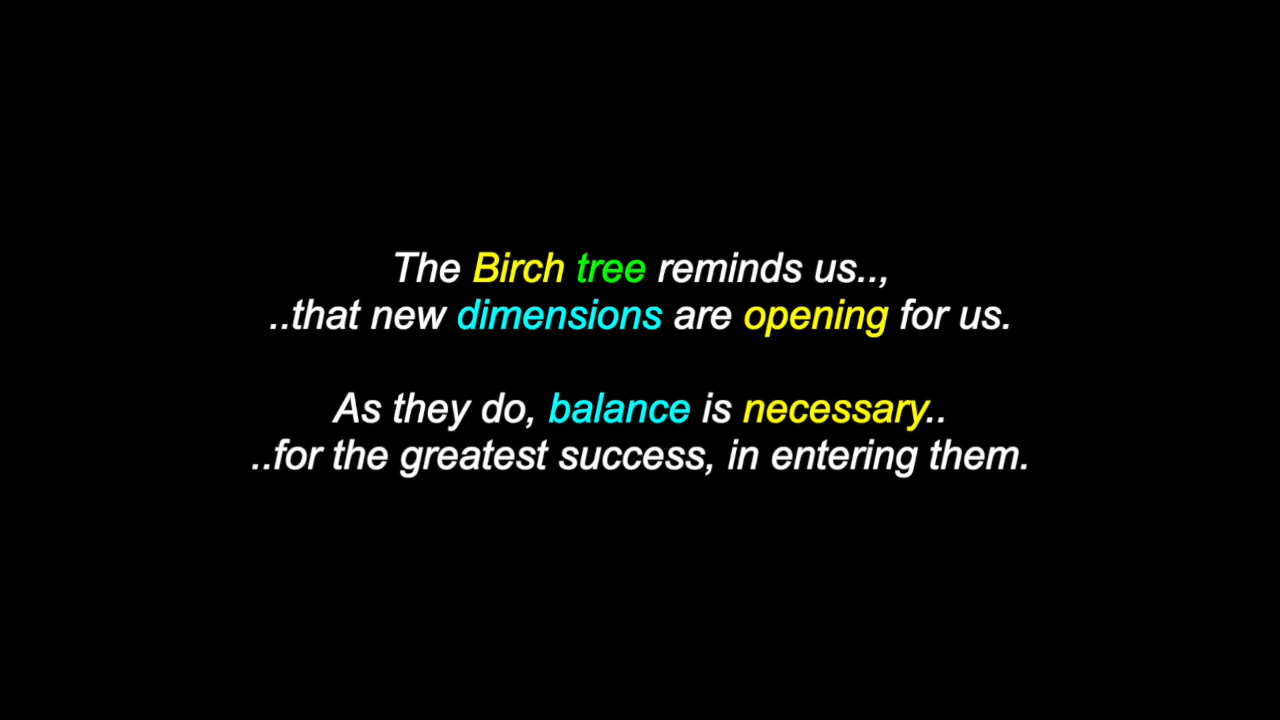 The Birch tree reminds us..,
..that new dimensions are opening for us.
As they do, balance is necessary..
..for the greatest success, in entering them.